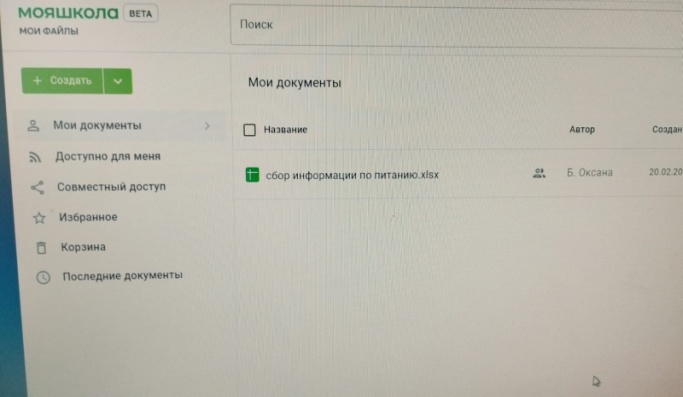 МОЯШКОЛА BETA
МОИ ФАЙЛЫ
Поиск
+ Создать
Мои документы
Доступно для меня
Совместный доступ
Избранное
Корзина
Последние документы
Мои документы
Название Автор Создан
сбор информации по питанию.xlsx Б. Оксана 20.02.20